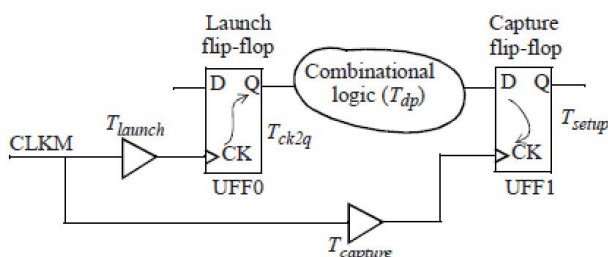 Launch
flip-flop
Capture
flip-flop
D Q
Combinational
logic (Tdp)
D Q
Tlaunch
Tck2q
Tsetup
CLKM
CK
CK
UFF0
UFF1
Tcapture